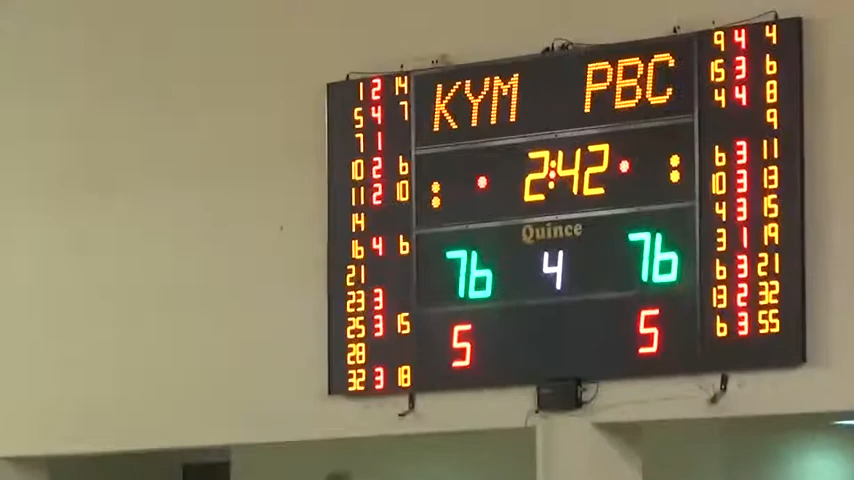 1 2 14
5 4 7
7 1
10 2 6
11 2 10
14
16 4 6
21
23 3
25 3 15
28
32 3 18
KYM PBC
2:42
Quince
76 4 76
5 5
9 4 4
15 3 6
4 4 8
9
6 3 11
10 3 13
4 3 15
3 1 19
6 3 21
13 2 32
6 3 55